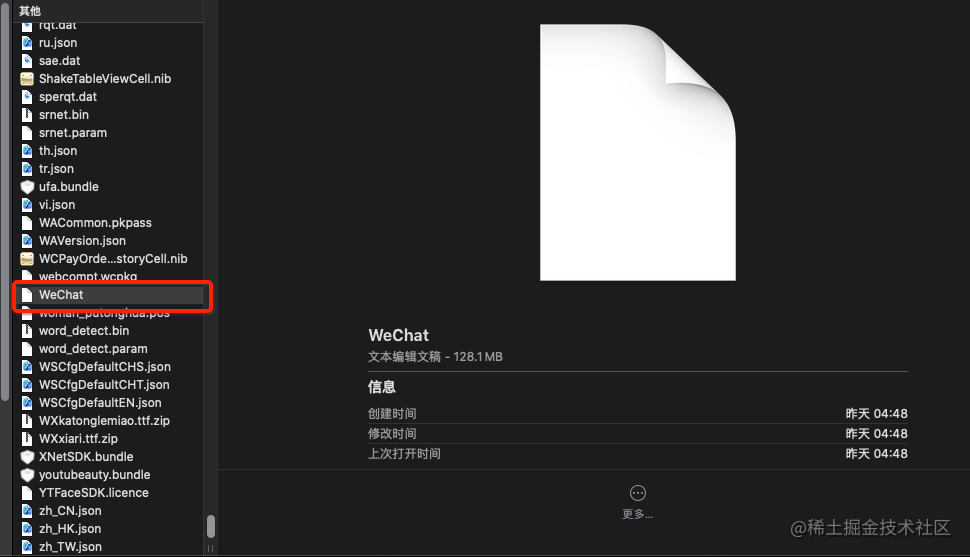 其他
rqt.dat
ru.json
sae.dat
ShakeTableViewCell.nib
sperqt.dat
srnet.bin
srnet.param
th.json
tr.json
ufa.bundle
vi.json
WACommon.pkpass
WAVersion.json
WCPayOrde...storyCell.nib
webcompt.wcpkg
WeChat
woman_putonghua.pos
word_detect.bin
word_detect.param
WSCfgDefaultCHS.json
WSCfgDefaultCHT.json
WSCfgDefaultEN.json
WXkatonglemiao.ttf.zip
WXxiari.ttf.zip
XNetSDK.bundle
youtubeauty.bundle
YTFaceSDK.licence
zh_CN.json
zh_HK.json
zh_TW.json
WeChat
文本编辑文稿 - 128.1 MB
信息
创建时间 昨天 04:48
修改时间 昨天 04:48
上次打开时间 昨天 04:48
更多...
@稀土掘金技术社区